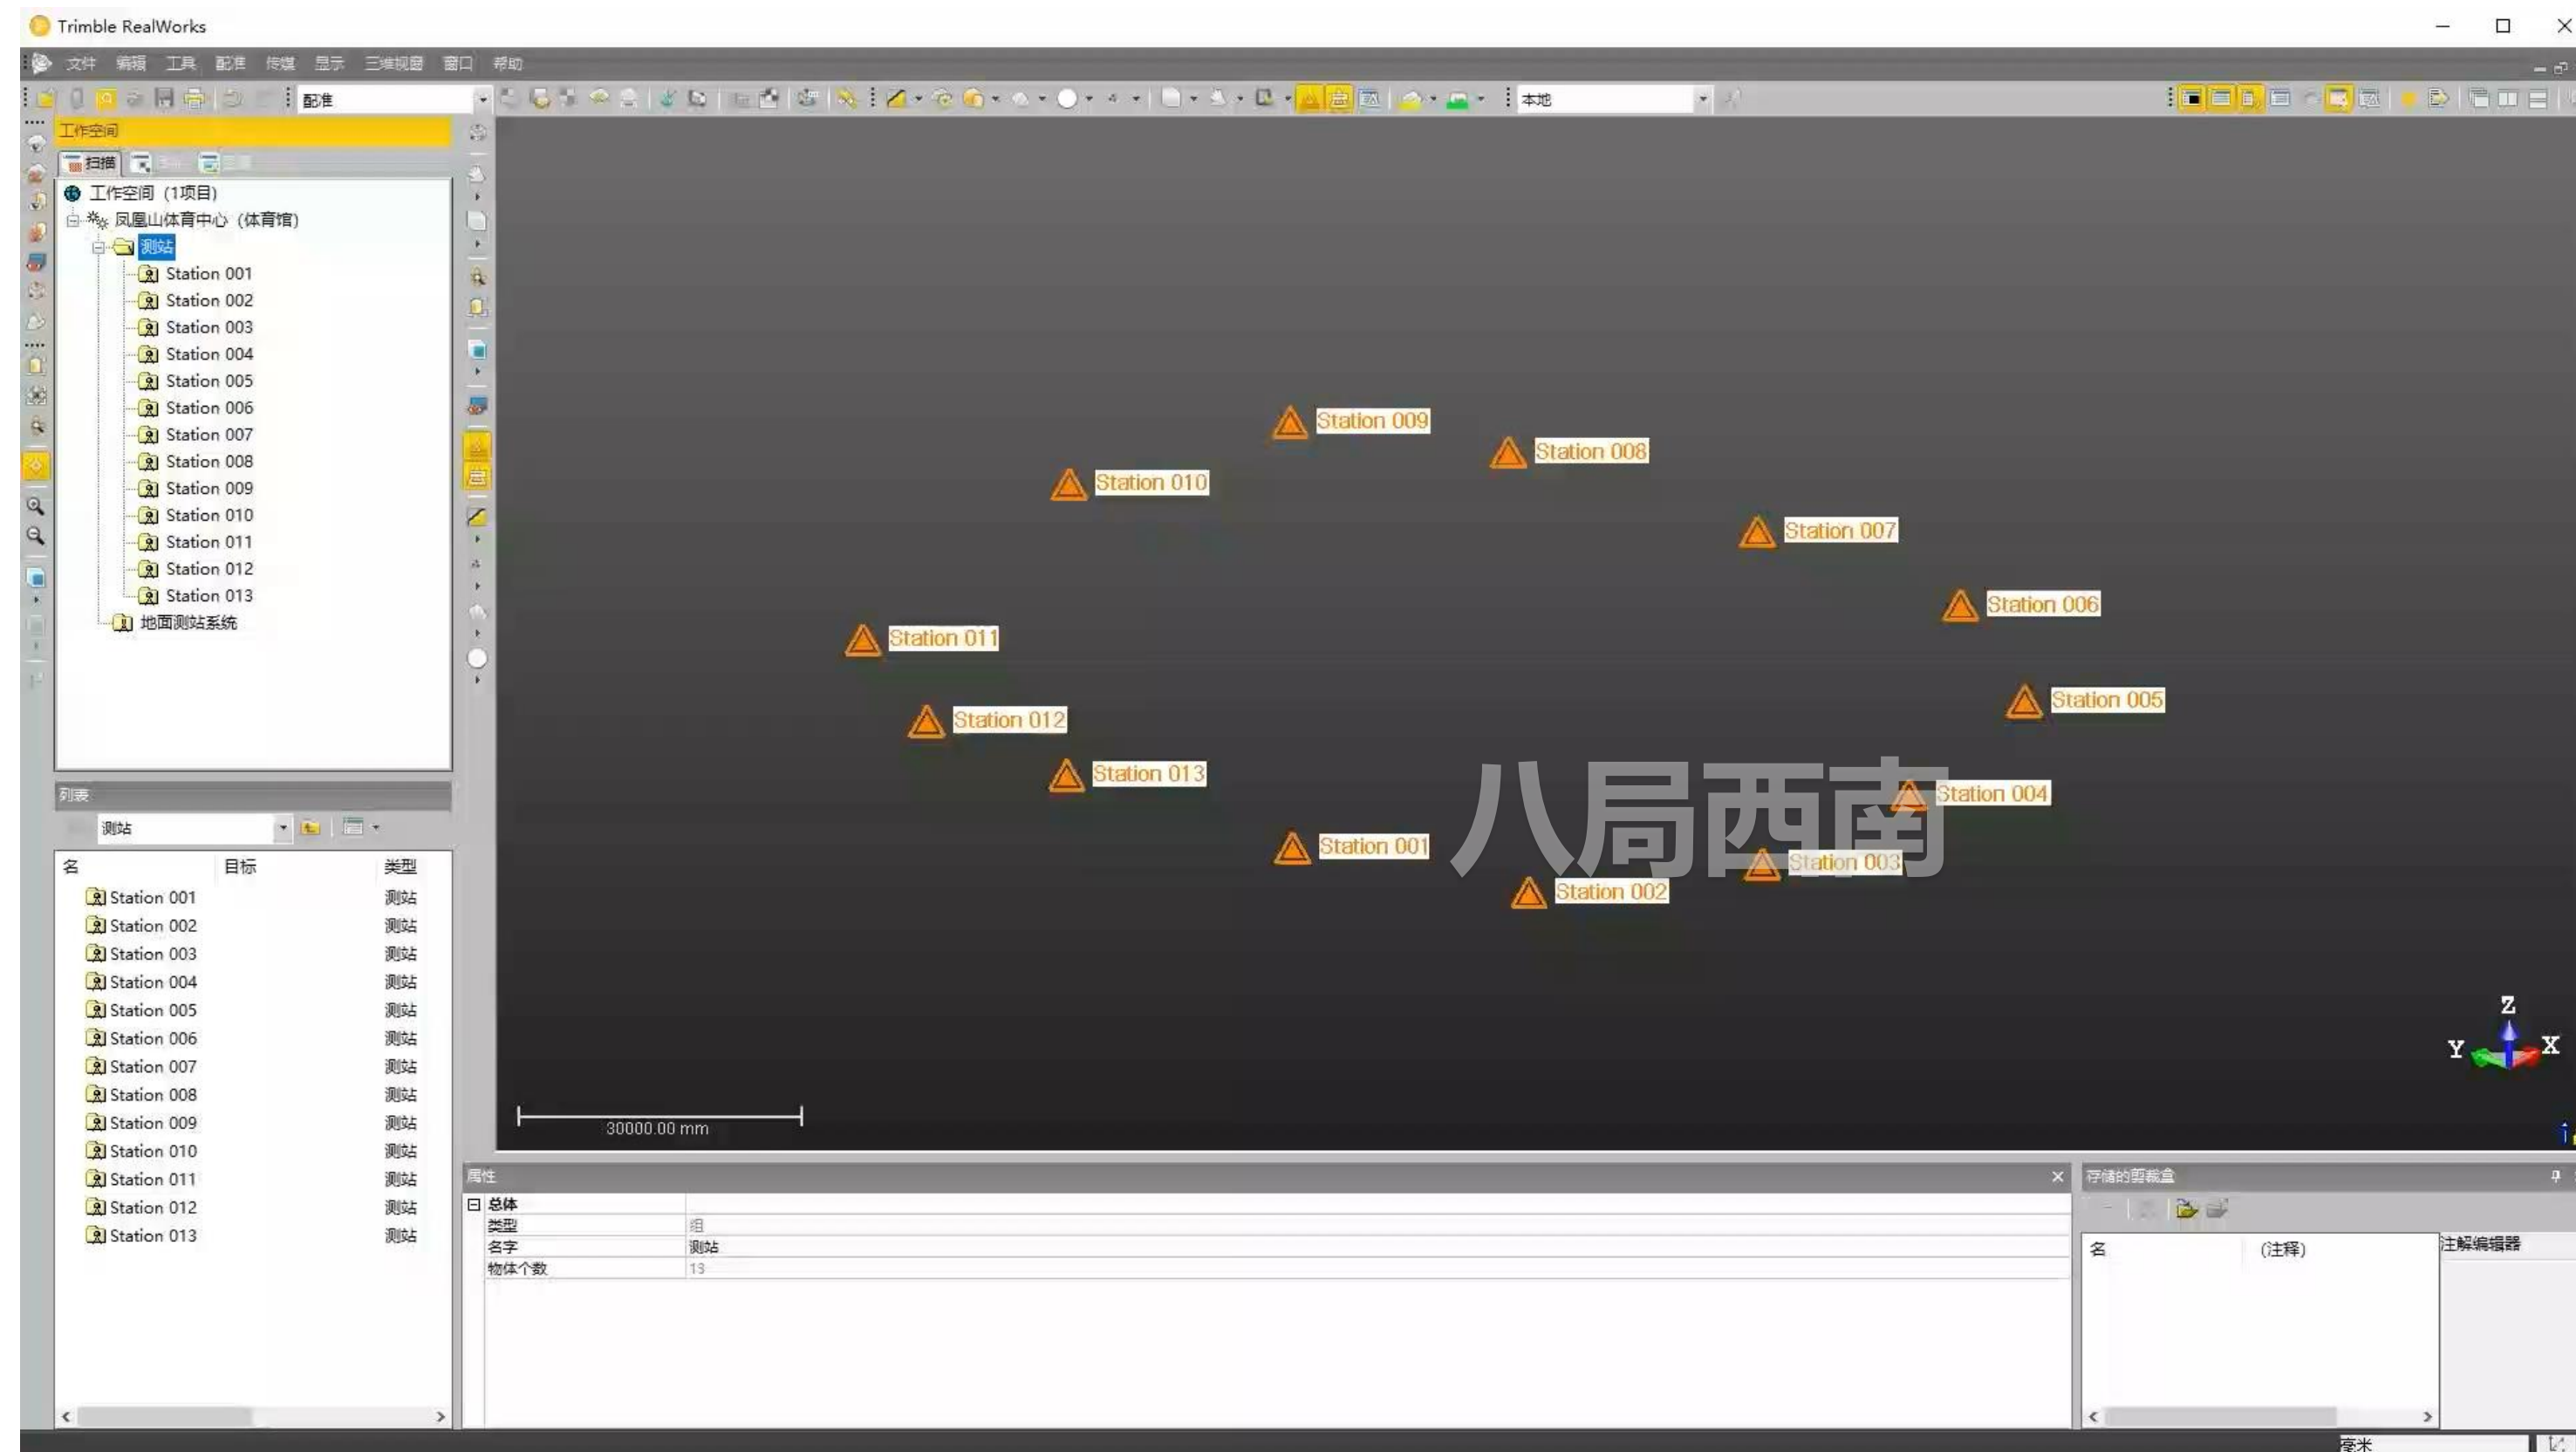 Trimble RealWorks
文件 编辑 工具 配准 传媒 显示 三维视窗 窗口 帮助
配准
本地
工作空间
扫描
工作空间 (1项目)
凤凰山体育中心 (体育馆)
测站
Station 001
Station 002
Station 003
Station 004
Station 005
Station 006
Station 007
Station 008
Station 009
Station 010
Station 011
Station 012
Station 013
地面测站系统
Station 009
Station 008
Station 010
Station 007
Station 006
Station 011
Station 005
Station 012
Station 013
Station 004
Station 001
Station 003
Station 002
八局西南
Z
Y
X
30000.00 mm
列表
测站
名 目标 类型
Station 001 测站
Station 002 测站
Station 003 测站
Station 004 测站
Station 005 测站
Station 006 测站
Station 007 测站
Station 008 测站
Station 009 测站
Station 010 测站
Station 011 测站
Station 012 测站
Station 013 测站
属性
总体
类型 组
名字 测站
物体个数 13
存储的剪裁盒
名 (注释)
注解编辑器
毫米